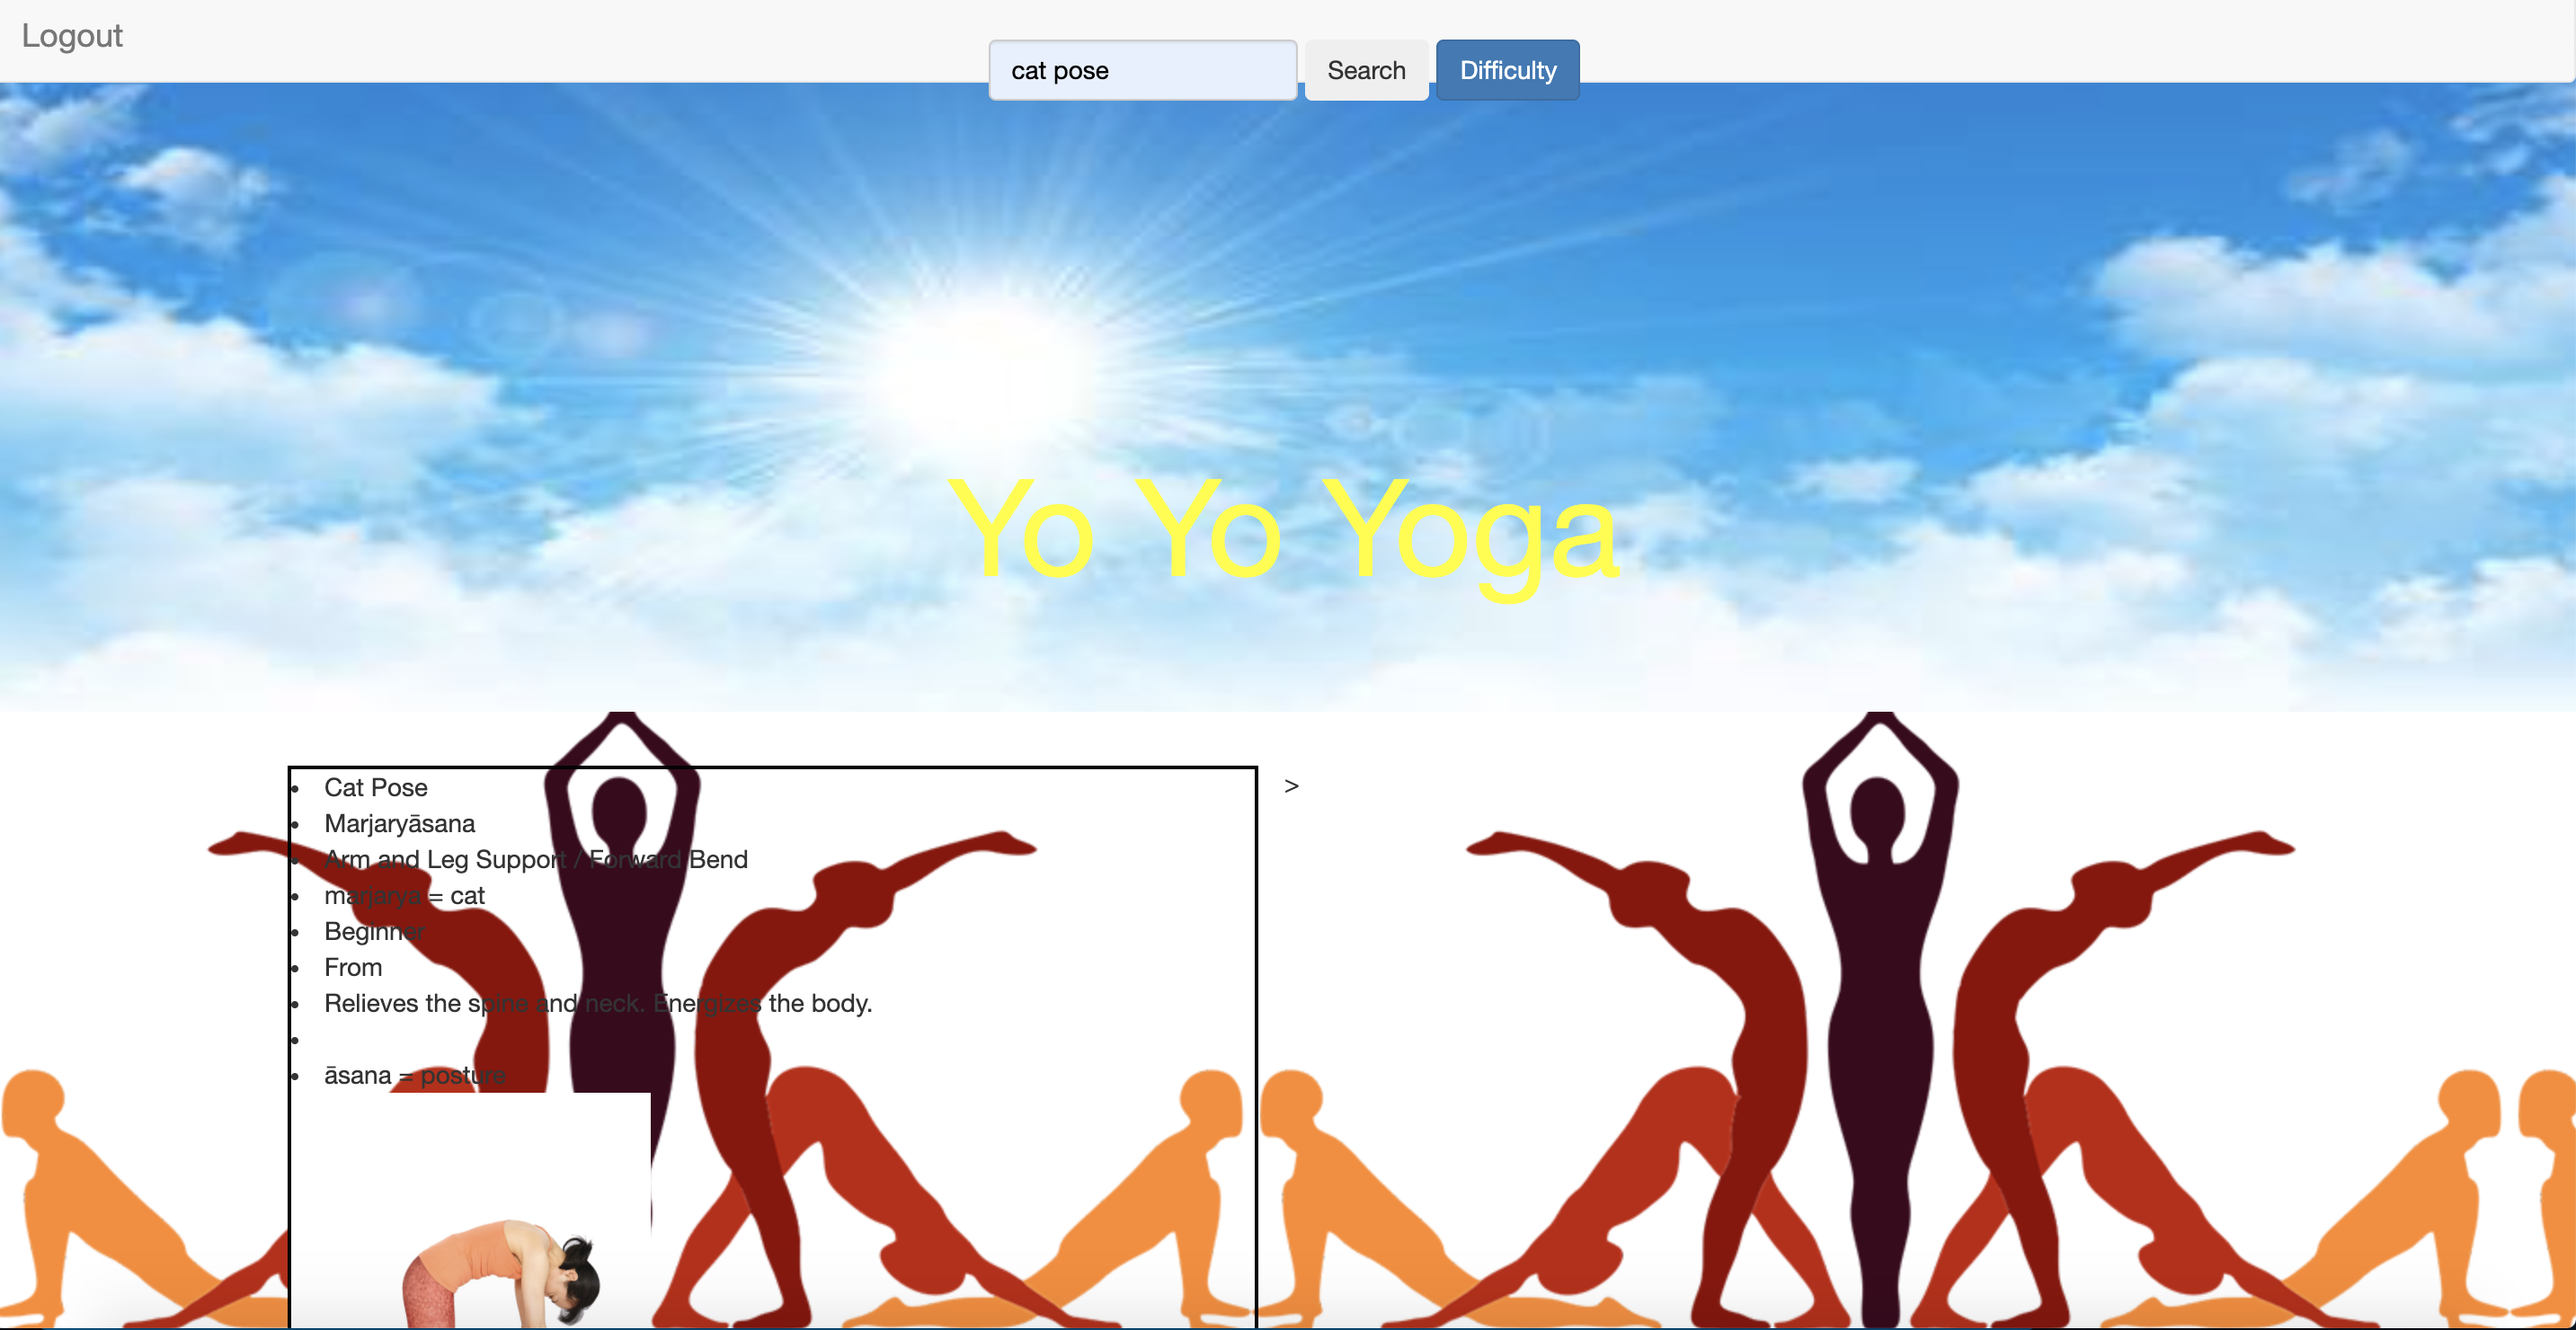 Logout
cat pose Search Difficulty
Yo Yo Yoga
Cat Pose
>
Marjaryāsana
Arm and Leg Support / Forward Bend
marjarya = cat
Beginner
From
Relieves the spine and neck. Energizes the body.
āsana = posture